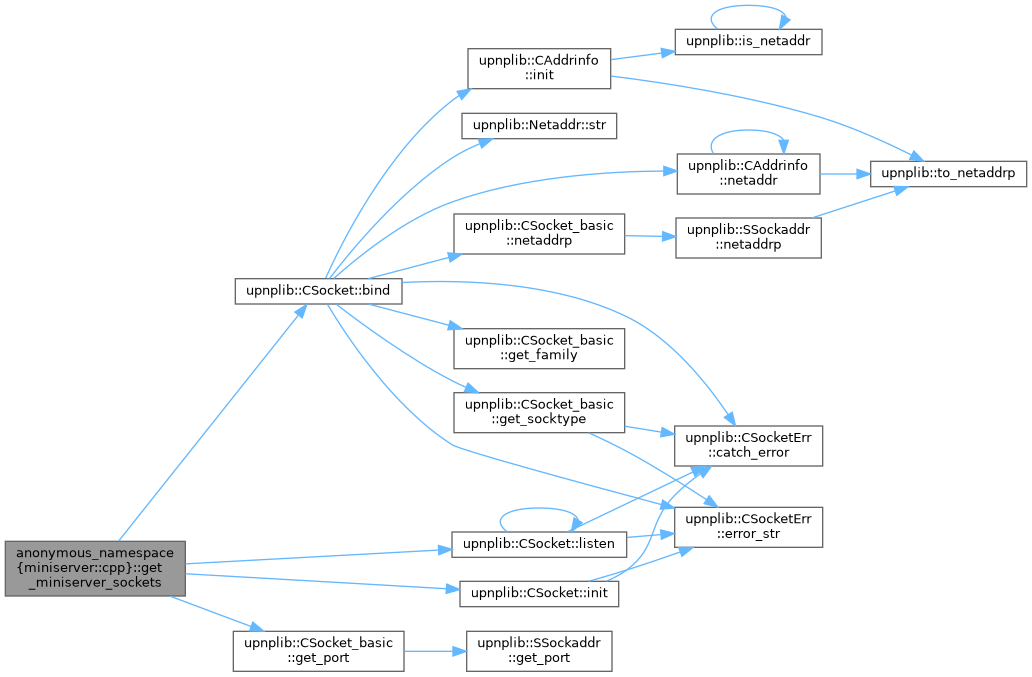 upnplib::is_netaddr
upnplib::CAddrinfo
::init
upnplib::Netaddr::str
upnplib::CAddrinfo
::netaddr
upnplib::to_netaddrp
upnplib::CSocket_basic
::netaddrp
upnplib::SSockaddr
::netaddrp
upnplib::CSocket::bind
upnplib::CSocket_basic
::get_family
upnplib::CSocket_basic
::get_socktype
upnplib::CSocketErr
::catch_error
upnplib::CSocketErr
::error_str
upnplib::CSocket::listen
anonymous_namespace
{miniserver::cpp}::get
_miniserver_sockets
upnplib::CSocket::init
upnplib::CSocket_basic
::get_port
upnplib::SSockaddr
::get_port